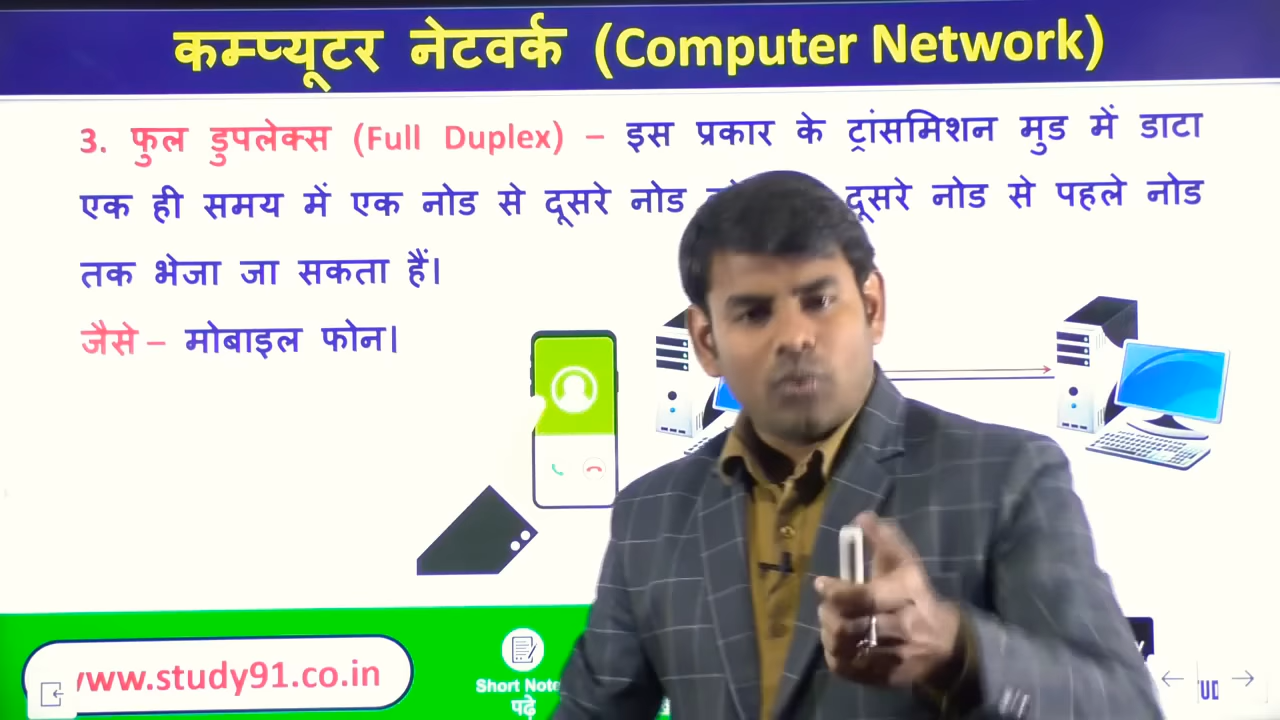 कम्प्यूटर नेटवर्क (Computer Network)
3. फुल डुपलेक्स (Full Duplex) – इस प्रकार के ट्रांसमिशन मुड में डाटा
एक ही समय में एक नोड से दूसरे नोड दूसरे नोड से पहले नोड
तक भेजा जा सकता हैं।
जैसे – मोबाइल फोन।
www.study91.co.in
Short Note
पढ़े